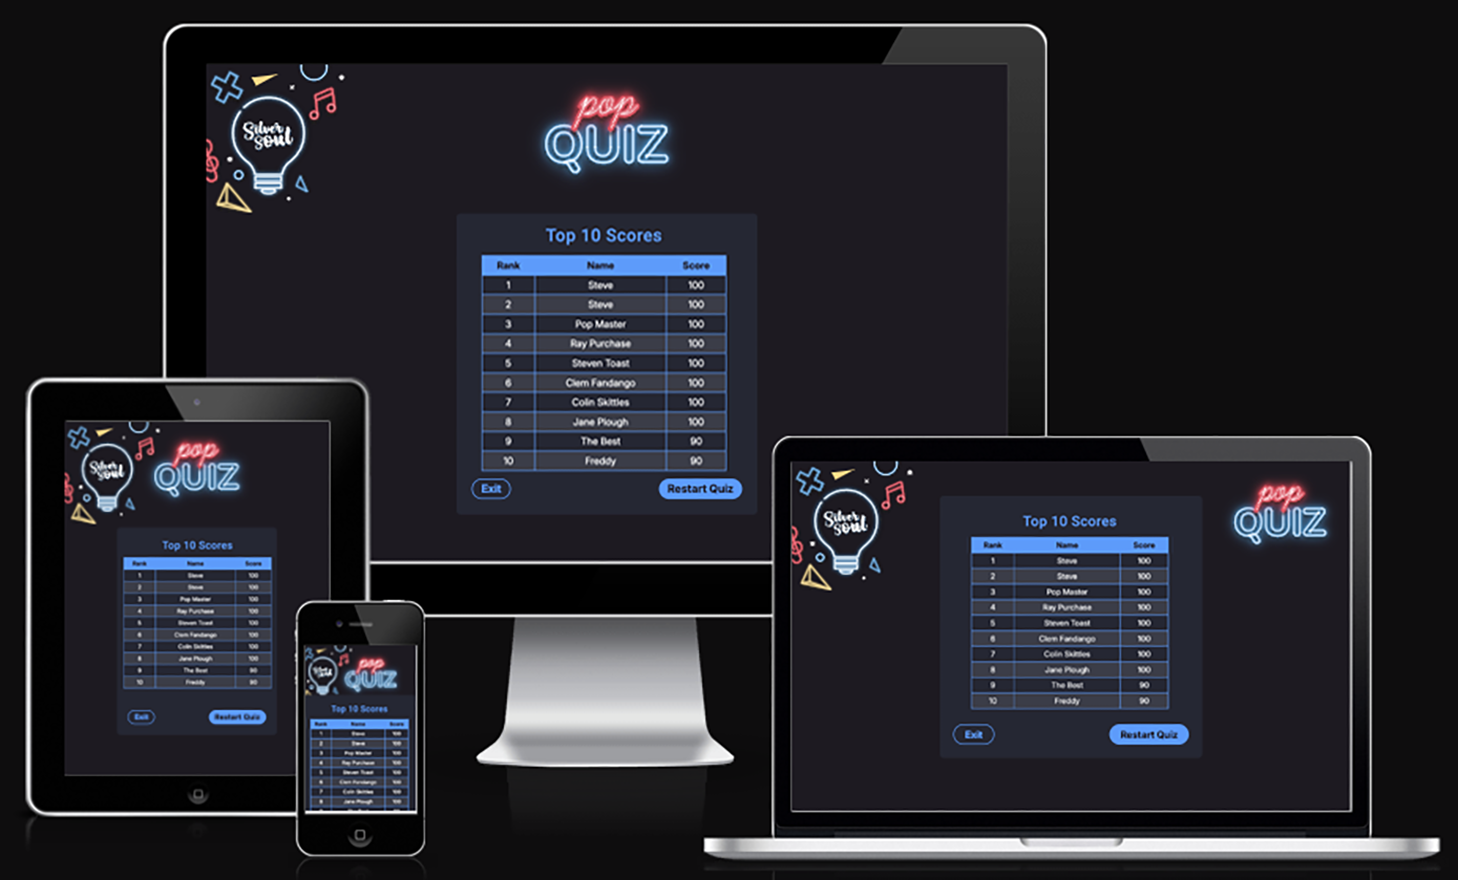 Silver
Soul
pop
QUIZ
Top 10 Scores
Rank Name Score
1 Steve 100
2 Steve 100
3 Pop Master 100
4 Ray Purchase 100
5 Steven Toast 100
6 Clem Fandango 100
7 Colin Skittles 100
8 Jane Plough 100
9 The Best 90
10 Freddy 90
Exit Restart Quiz
Silver
Soul
pop
QUIZ
Top 10 Scores
Rank Name Score
1 Steve 100
2 Steve 100
3 Pop Master 100
4 Ray Purchase 100
5 Steven Toast 100
6 Clem Fandango 100
7 Colin Skittles 100
8 Jane Plough 100
9 The Best 90
10 Freddy 90
Exit Restart Quiz
Silver
Soul
pop
QUIZ
Top 10 Scores
Rank Name Score
1 Steve 100
2 Steve 100
3 Pop Master 100
4 Ray Purchase 100
5 Steven Toast 100
6 Clem Fandango 100
7 Colin Skittles 100
8 Jane Plough 100
Silver
Soul
pop
QUIZ
Top 10 Scores
Rank Name Score
1 Steve 100
2 Steve 100
3 Pop Master 100
4 Ray Purchase 100
5 Steven Toast 100
6 Clem Fandango 100
7 Colin Skittles 100
8 Jane Plough 100
9 The Best 90
10 Freddy 90
Exit Restart Quiz